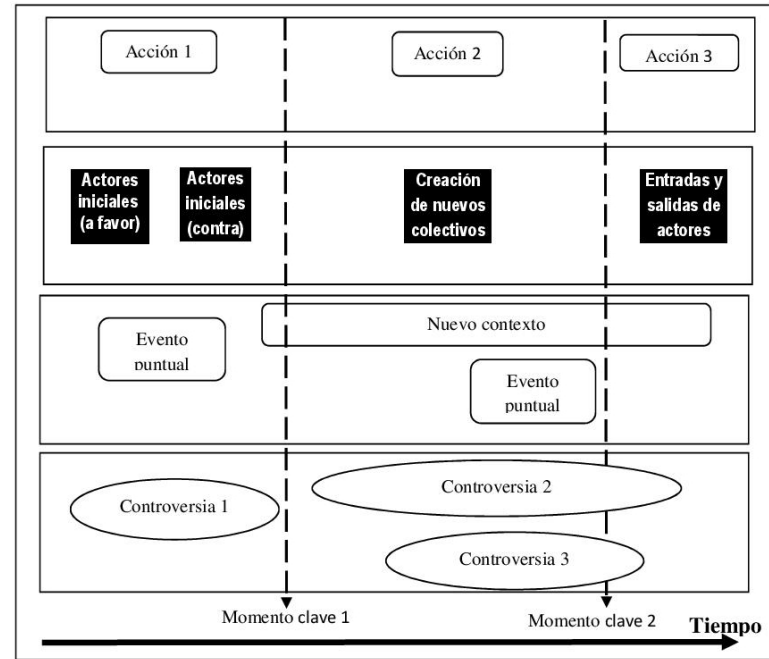 Acción 1
Acción 2
Acción 3
Actores
iniciales
(a favor)
Actores
iniciales
(contra)
Creación
de nuevos
colectivos
Entradas y
salidas de
actores
Nuevo contexto
Evento
puntual
Evento
puntual
Controversia 1
Controversia 2
Controversia 3
Momento clave 1
Momento clave 2
Tiempo